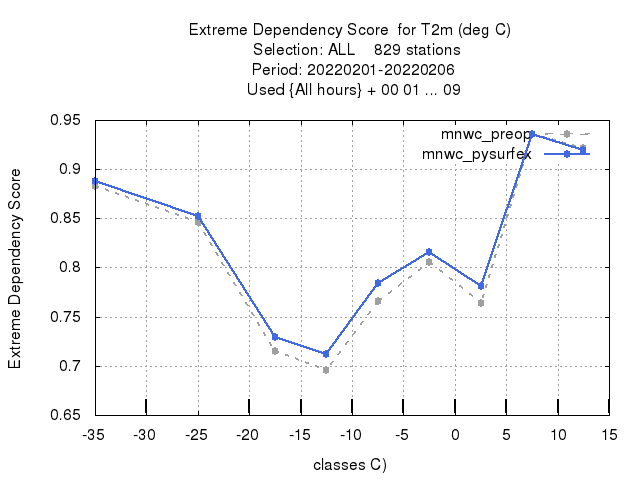 Extreme Dependency Score  for T2m (deg C)
Selection: ALL    829 stations
Period: 20220201-20220206
Used {All hours} + 00 01 ... 09
0.95
0.9
0.85
0.8
0.75
0.7
0.65
Extreme Dependency Score
mnwc_preop
mnwc_pysurfex
-35 -30 -25 -20 -15 -10 -5 0 5 10 15
classes C)